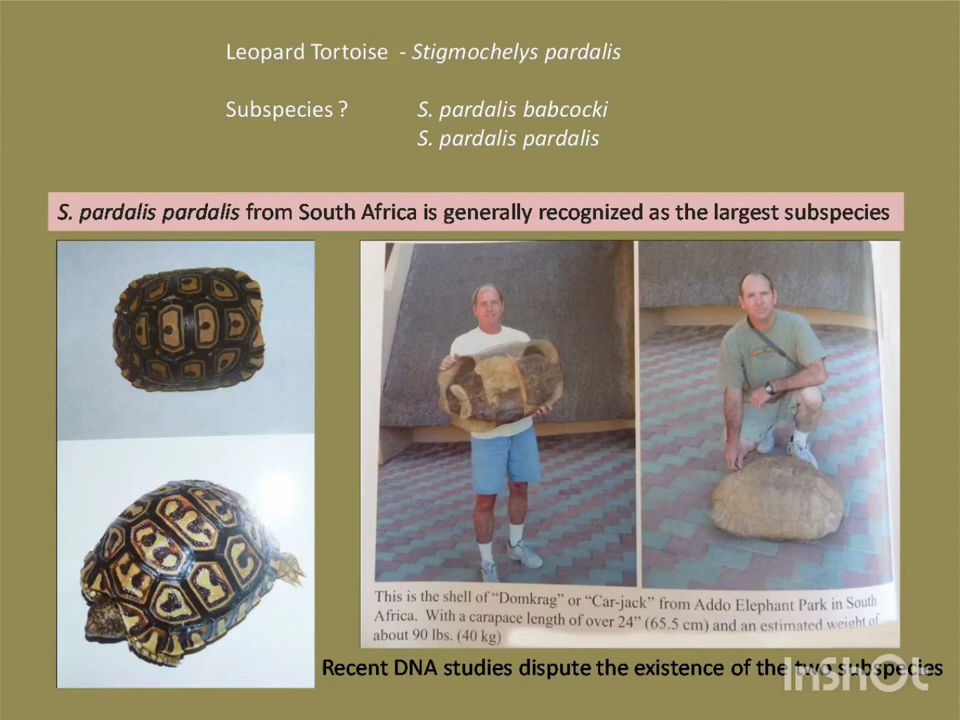 Leopard Tortoise - Stigmochelys pardalis
Subspecies ? S. pardalis babcocki
S. pardalis pardalis
S. pardalis pardalis from South Africa is generally recognized as the largest subspecies
This is the shell of “Domkrag” or “Car-jack” from Addo Elephant Park in South
Africa. With a carapace length of over 24” (65.5 cm) and an estimated weight of
about 90 lbs. (40 kg)
Recent DNA studies dispute the existence of the two subspecies
InShOt